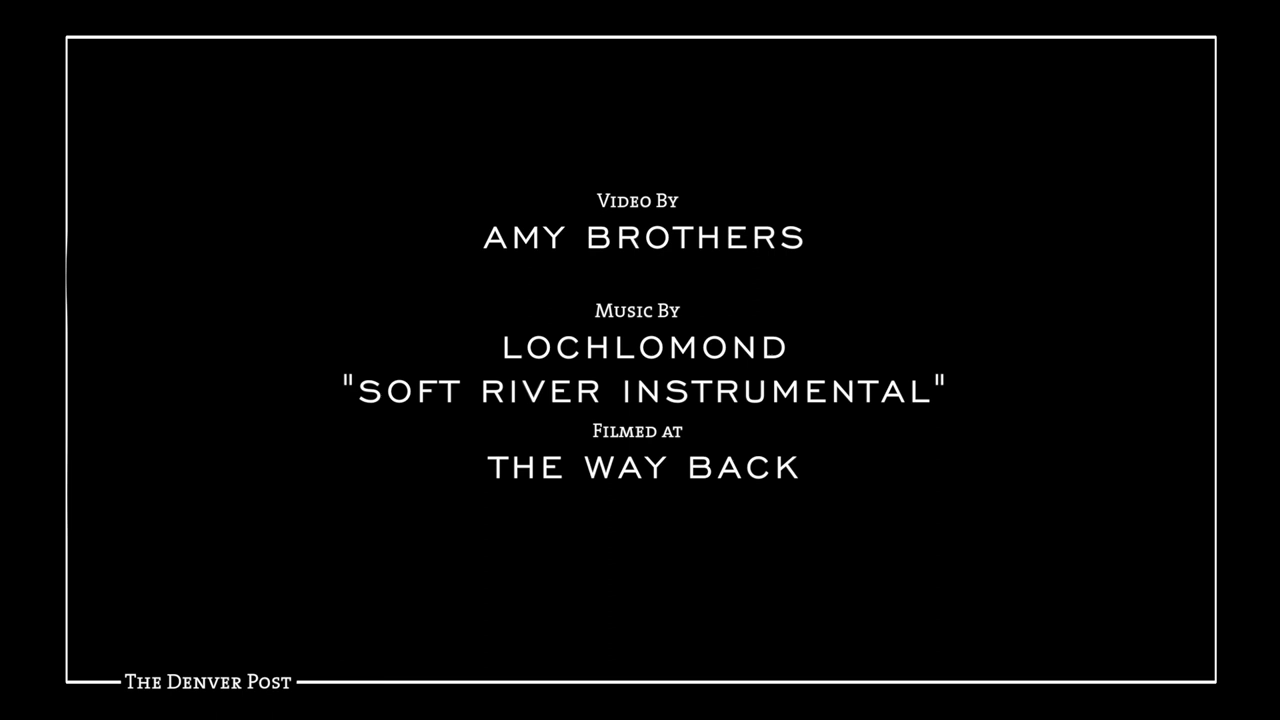 Video By
AMY BROTHERS
Music By
LOCHLOMOND
"SOFT RIVER INSTRUMENTAL"
Filmed at
THE WAY BACK
The Denver Post